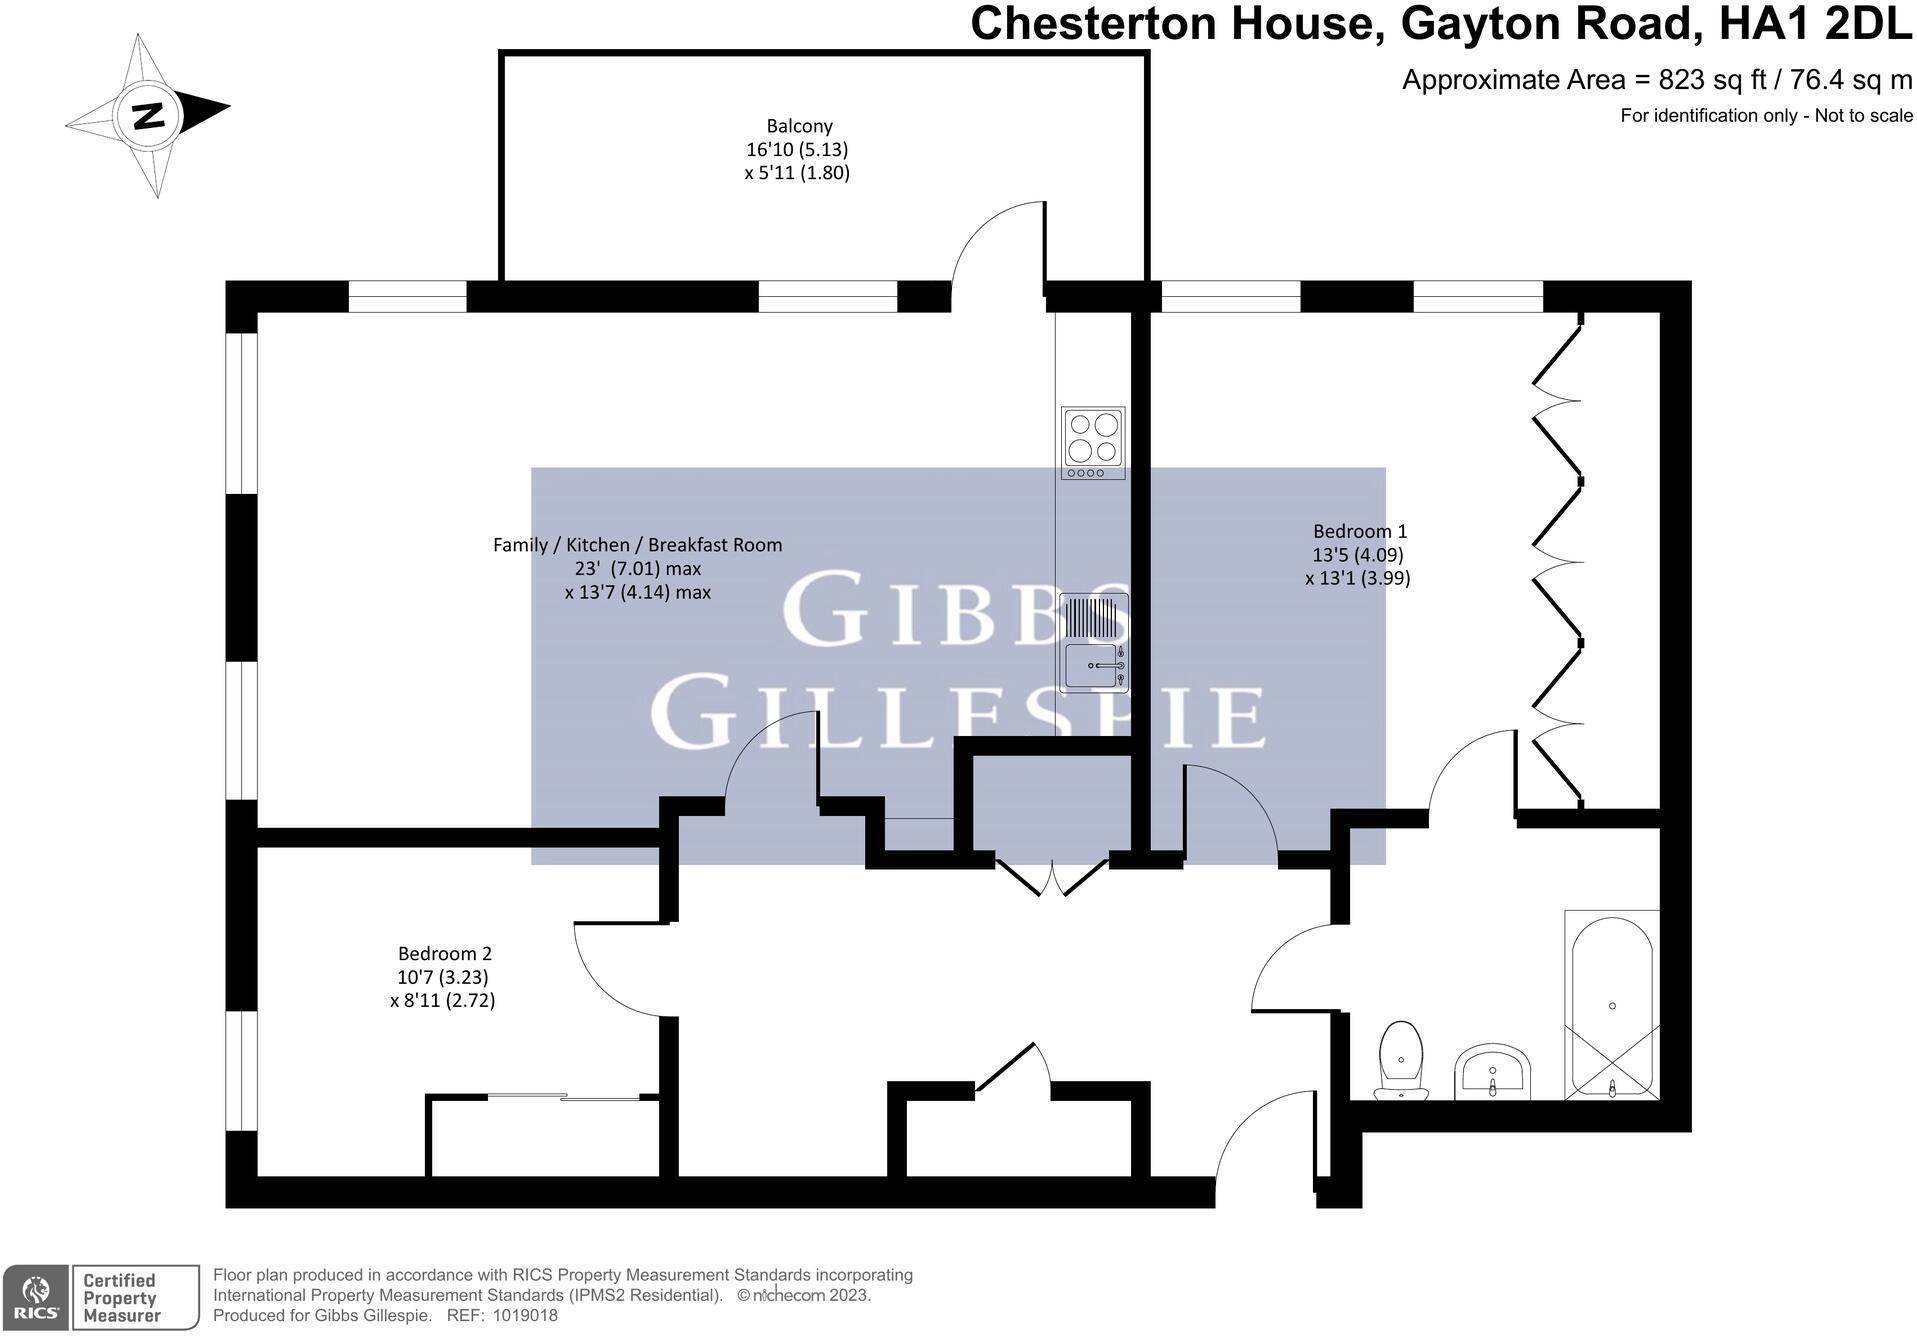 Chesterton House, Gayton Road, HA1 2DL
Approximate Area = 823 sq ft / 76.4 sq m
For identification only - Not to scale
N
Balcony
16'10 (5.13)
x 5'11 (1.80)
Family / Kitchen / Breakfast Room
23' (7.01) max
x 13'7 (4.14) max
Bedroom 1
13'5 (4.09)
x 13'1 (3.99)
GIBBS
GILLESPIE
Bedroom 2
10'7 (3.23)
x 8'11 (2.72)
RICS
Certified
Property
Measurer
Floor plan produced in accordance with RICS Property Measurement Standards incorporating
International Property Measurement Standards (IPMS2 Residential). © nichecom 2023.
Produced for Gibbs Gillespie. REF: 1019018